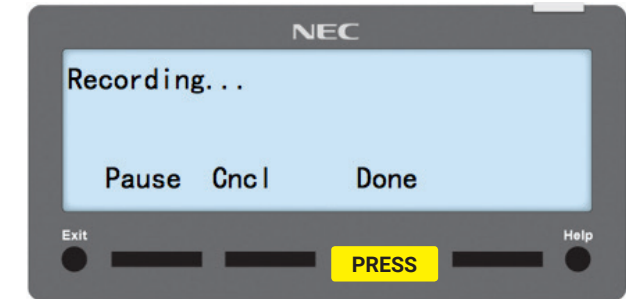 NEC
Recording...
Pause Cncl Done
Exit Help
PRESS